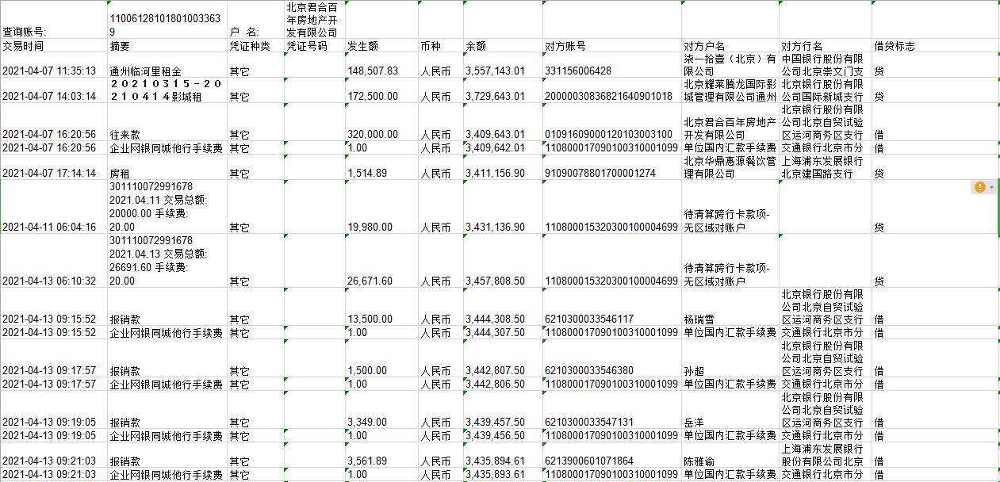 北京君合百
年房地产开
发有限公司
11006128101801003363
9
查询账号: 户 名:
交易时间 摘要 凭证种类 凭证号码 发生额 币种 余额 对方账号 对方户名 对方行名 借贷标志
柒一拾壹（北京）有 中国银行股份有限
2021-04-07 11:35:13 通州临河里租金 其它 148,507.83 人民币 3,557,143.01 331156006428 限公司 公司北京崇文门支 贷
２０２１０３１５－２０ 北京耀莱腾龙国际影 北京银行股份有限
2021-04-07 14:03:14 ２１０４１４影城租 其它 172,500.00 人民币 3,729,643.01 20000030836821640901018 城管理有限公司通州 公司国际新城支行 贷
北京银行股份有限
北京君合百年房地产 公司北京自贸试验
2021-04-07 16:20:56 往来款 其它 320,000.00 人民币 3,409,643.01 01091609000120103003100 开发有限公司 区运河商务区支行 借
2021-04-07 16:20:56 企业网银同城他行手续费 其它 1.00 人民币 3,409,642.01 110800017090100310001099 单位国内汇款手续费 交通银行北京市分 借
北京华鼎惠源餐饮管 上海浦东发展银行
2021-04-07 17:14:14 房租 其它 1,514.89 人民币 3,411,156.90 91090078801700001274 理有限公司 北京建国路支行 贷
301110072991678
2021.04.11 交易总额:
20000.00 手续费: 待清算跨行卡款项-
2021-04-11 06:04:16 20.00 其它 19,980.00 人民币 3,431,136.90 110800015320300100004699 无区域对账户 贷
301110072991678
2021.04.13 交易总额:
26691.60 手续费: 待清算跨行卡款项-
2021-04-13 06:10:32 20.00 其它 26,671.60 人民币 3,457,808.50 110800015320300100004699 无区域对账户 贷
北京银行股份有限
公司北京自贸试验
2021-04-13 09:15:52 报销款 其它 13,500.00 人民币 3,444,308.50 6210300033546117 杨瑞雪 区运河商务区支行 借
2021-04-13 09:15:52 企业网银同城他行手续费 其它 1.00 人民币 3,444,307.50 110800017090100310001099 单位国内汇款手续费 交通银行北京市分 借
北京银行股份有限
公司北京自贸试验
2021-04-13 09:17:57 报销款 其它 1,500.00 人民币 3,442,807.50 6210300033546380 孙超 区运河商务区支行 借
2021-04-13 09:17:57 企业网银同城他行手续费 其它 1.00 人民币 3,442,806.50 110800017090100310001099 单位国内汇款手续费 交通银行北京市分 借
北京银行股份有限
公司北京自贸试验
2021-04-13 09:19:05 报销款 其它 3,349.00 人民币 3,439,457.50 6210300033547131 岳洋 区运河商务区支行 借
2021-04-13 09:19:05 企业网银同城他行手续费 其它 1.00 人民币 3,439,456.50 110800017090100310001099 单位国内汇款手续费 交通银行北京市分 借
上海浦东发展银行
2021-04-13 09:21:03 报销款 其它 3,561.89 人民币 3,435,894.61 6213900601071864 陈雅谕 股份有限公司北京 借
2021-04-13 09:21:03 企业网银同城他行手续费 其它 1.00 人民币 3,435,893.61 110800017090100310001099 单位国内汇款手续费 交通银行北京市分 借